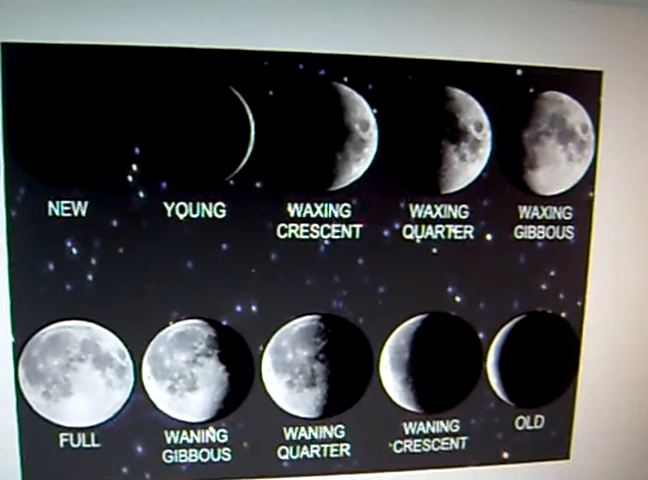 NEW
YOUNG
WAXING
CRESCENT
WAXING
QUARTER
WAXING
GIBBOUS
FULL
WANING
GIBBOUS
WANING
QUARTER
WANING
CRESCENT
OLD